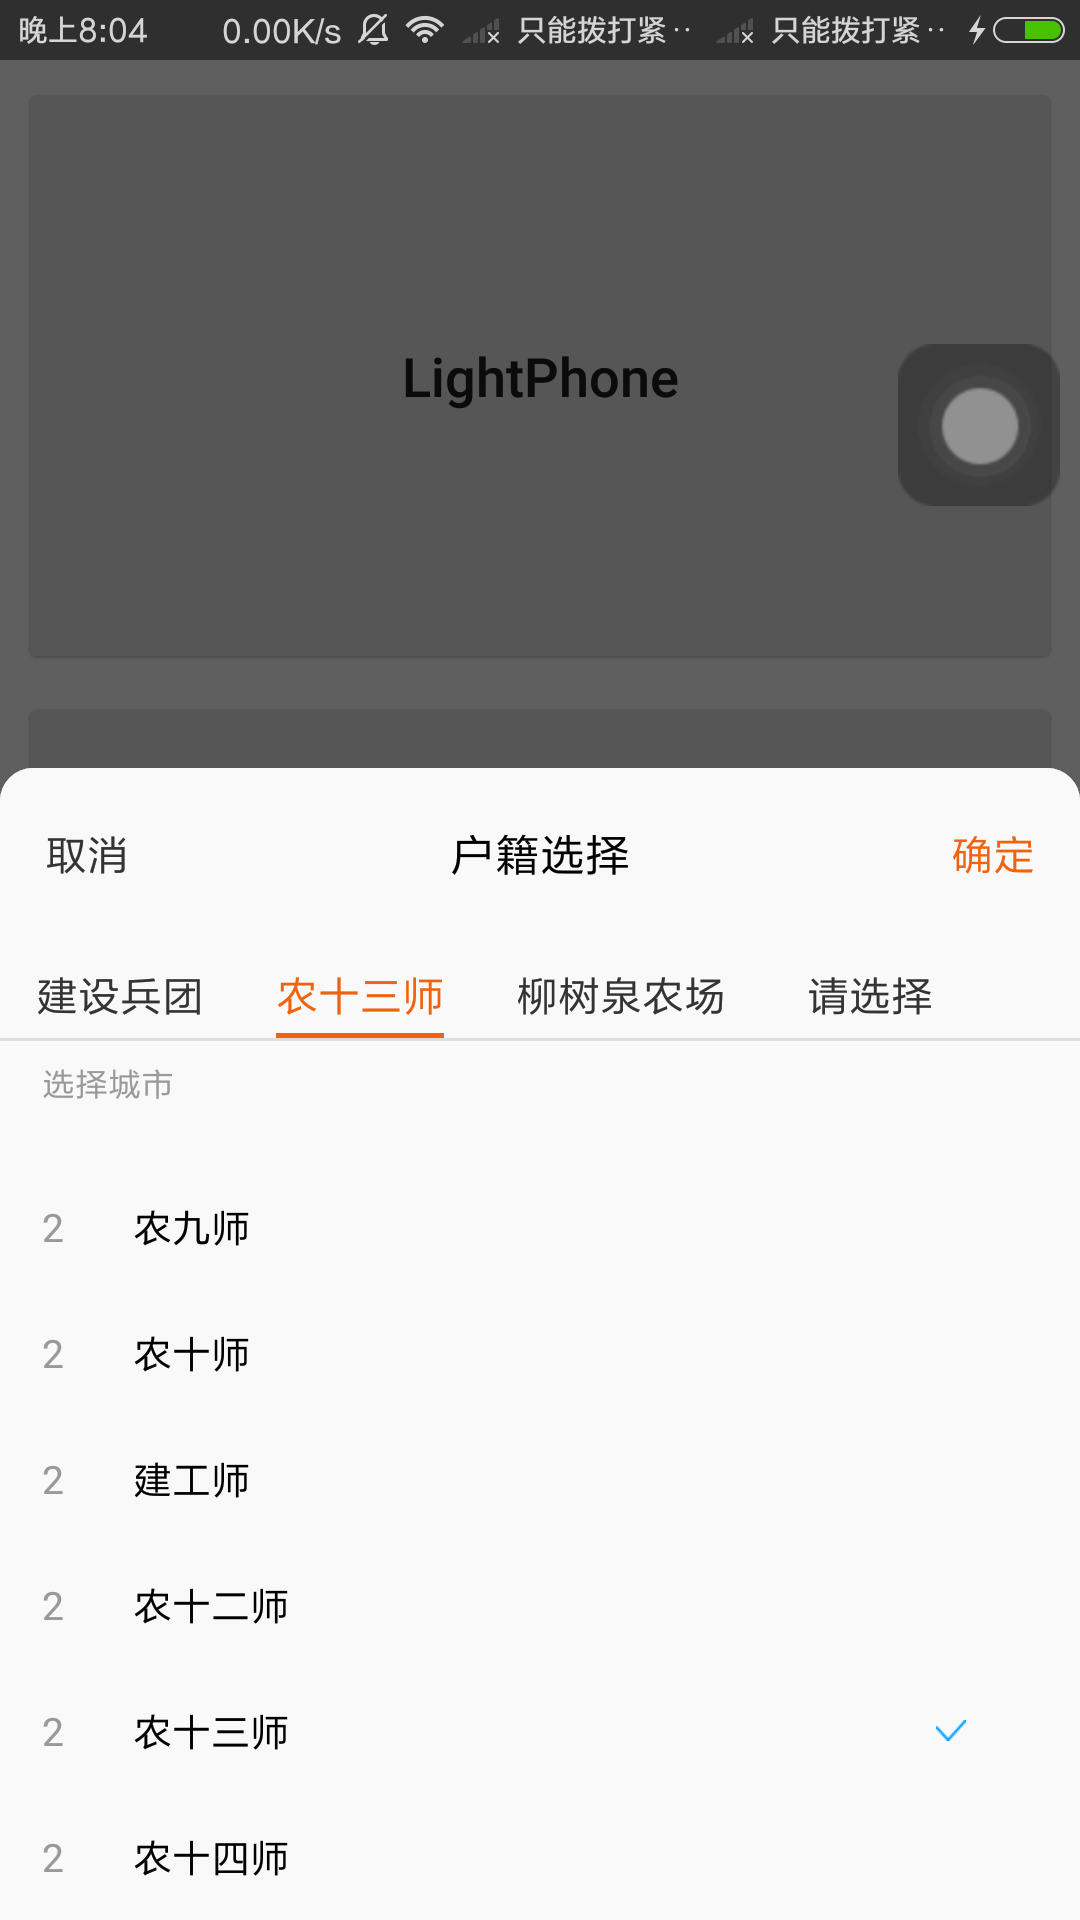 晚上8:04 0.00K/s 只能拨打紧·· 只能拨打紧··
LightPhone
取消 户籍选择 确定
建设兵团 农十三师 柳树泉农场 请选择
选择城市
2 农九师
2 农十师
2 建工师
2 农十二师
2 农十三师
2 农十四师